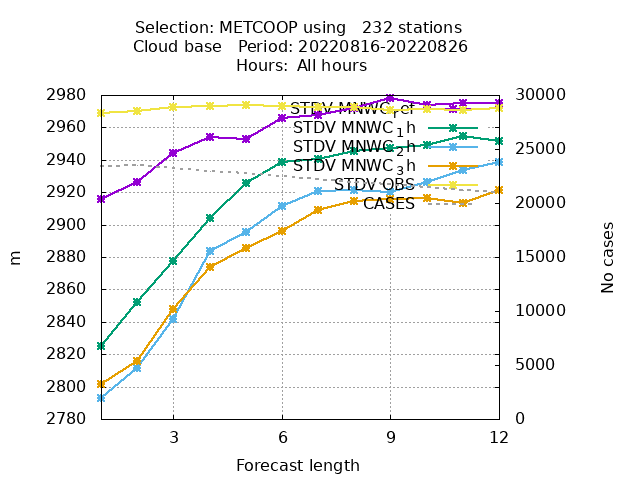 Selection: METCOOP using   232 stations
Cloud base   Period: 20220816-20220826
Hours:  All hours
2980
2960
2940
2920
2900
2880
2860
2840
2820
2800
2780
m
30000
25000
20000
15000
10000
5000
0
No cases
STDV MNWC_ref
STDV MNWC_1h
STDV MNWC_2h
STDV MNWC_3h
STDV OBS
CASES
3 6 9 12
Forecast length